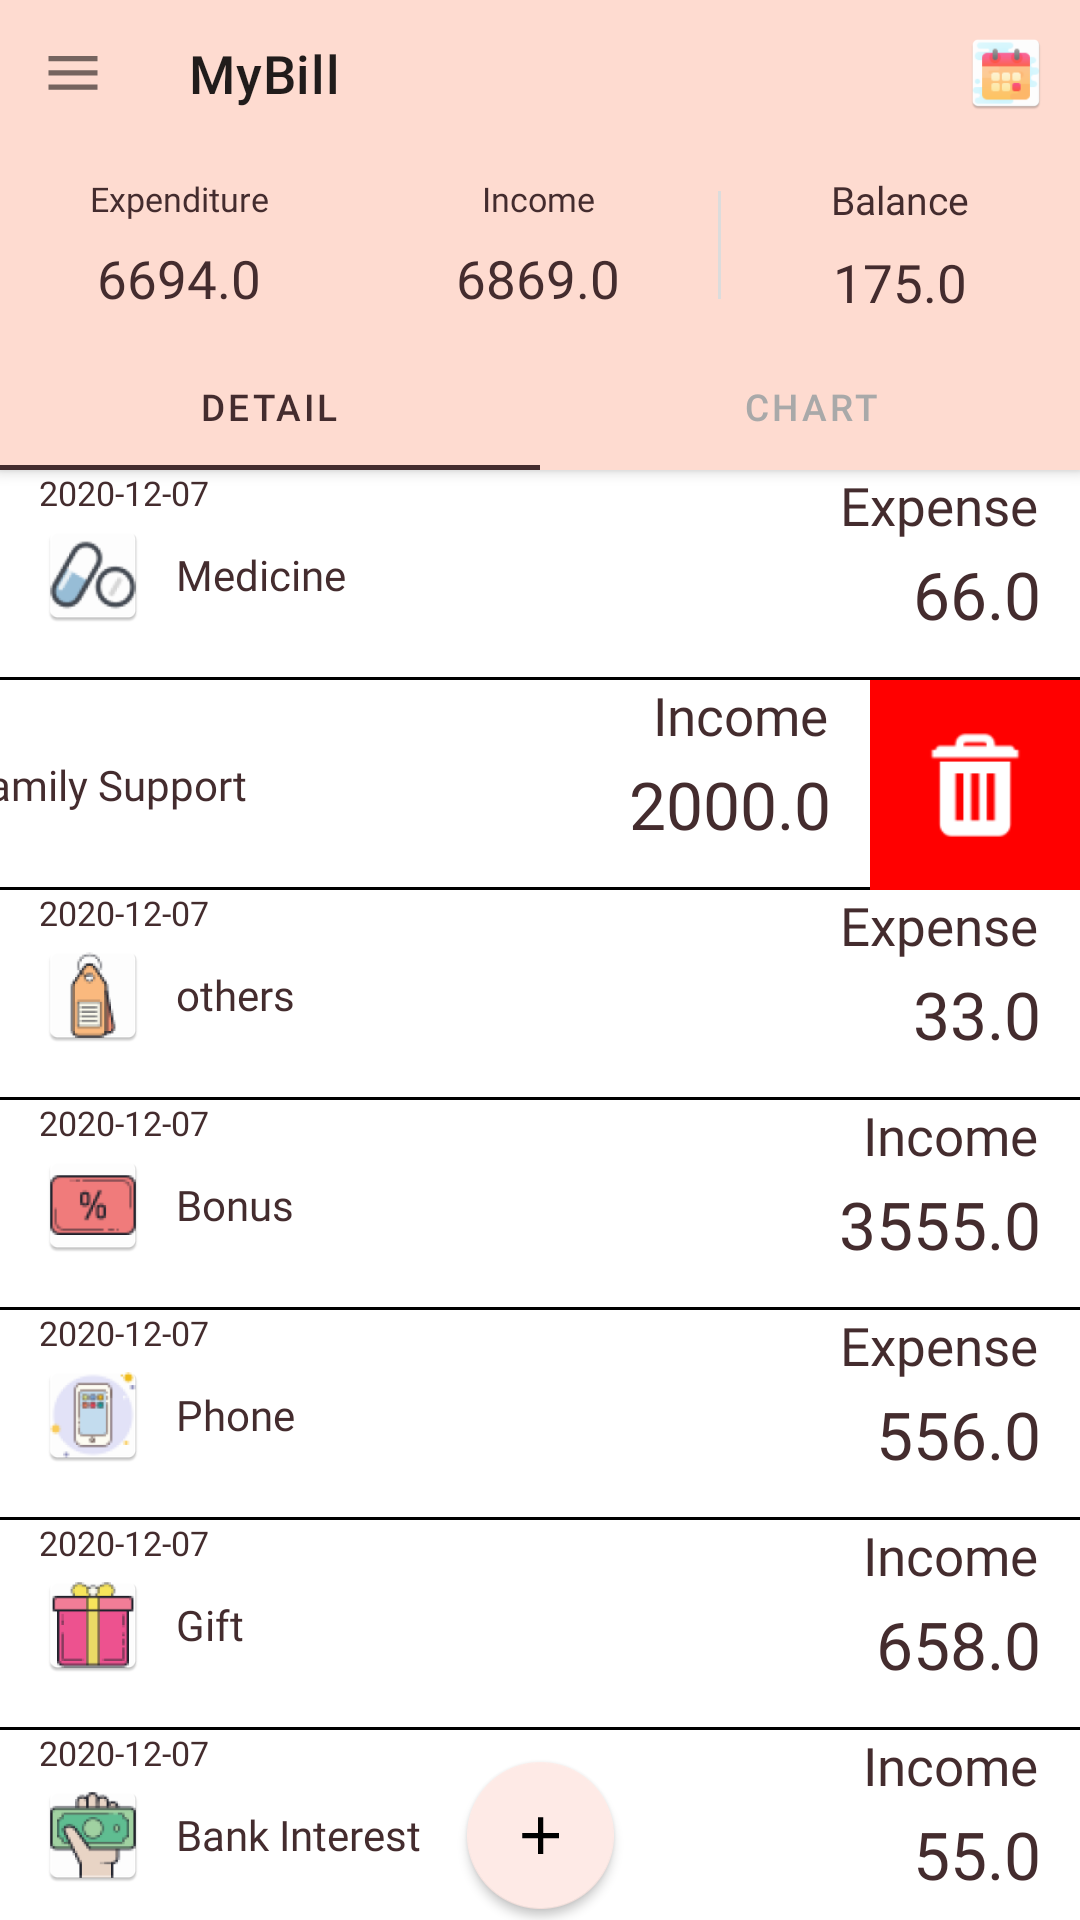 MyBill
Expenditure Income Balance
6694.0 6869.0 175.0
DETAIL CHART
2020-12-07 Expense
Medicine 66.0
Income
amily Support 2000.0
2020-12-07 Expense
others 33.0
2020-12-07 Income
% Bonus 3555.0
2020-12-07 Expense
Phone 556.0
2020-12-07 Income
Gift 658.0
2020-12-07 Income
Bank Interest + 55.0